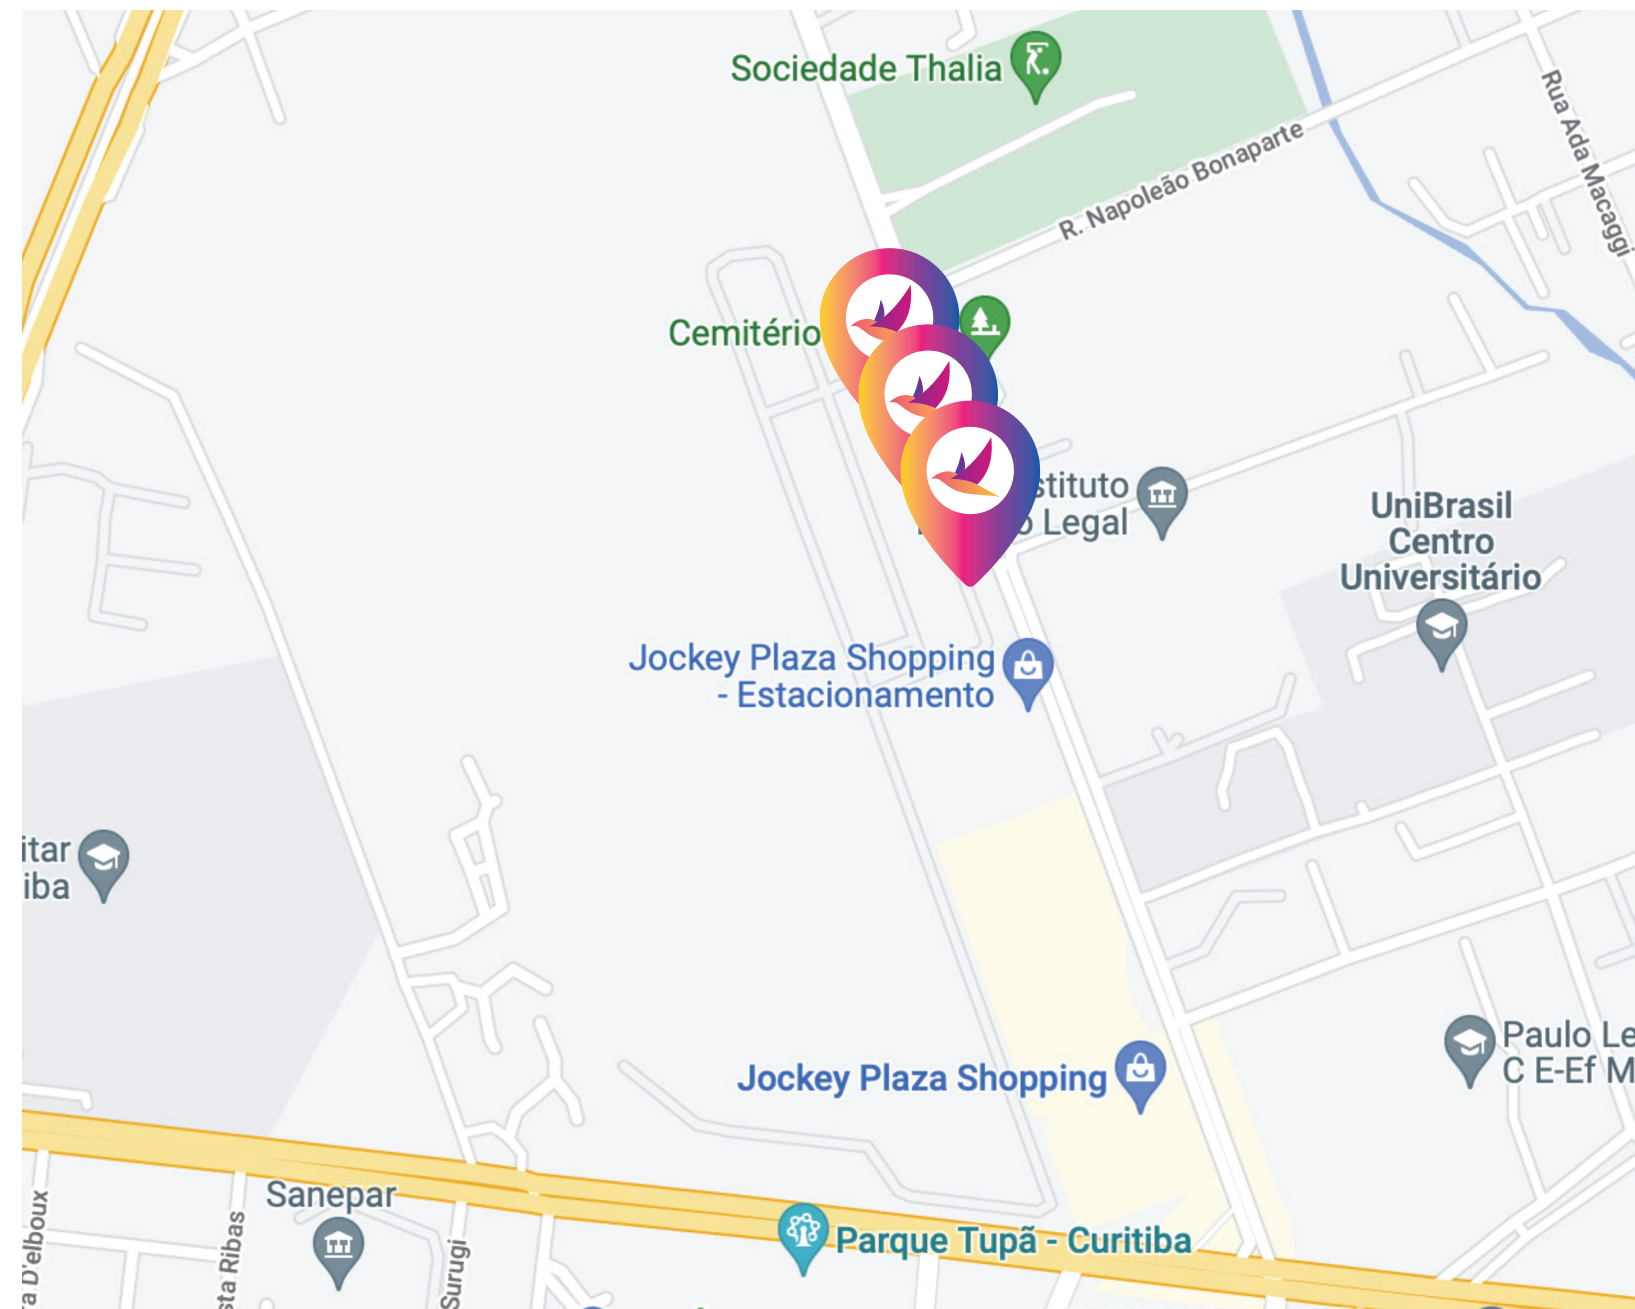 Sociedade Thalia
Rua Ada Macaggi
R. Napoleão Bonaparte
Cemitério
stituto
o Legal
UniBrasil
Centro
Universitário
Jockey Plaza Shopping
- Estacionamento
itar
iba
Jockey Plaza Shopping
Paulo Le
C E-Ef M
Sanepar
Parque Tupã - Curitiba
ra D'elboux
sta Ribas
Surugi